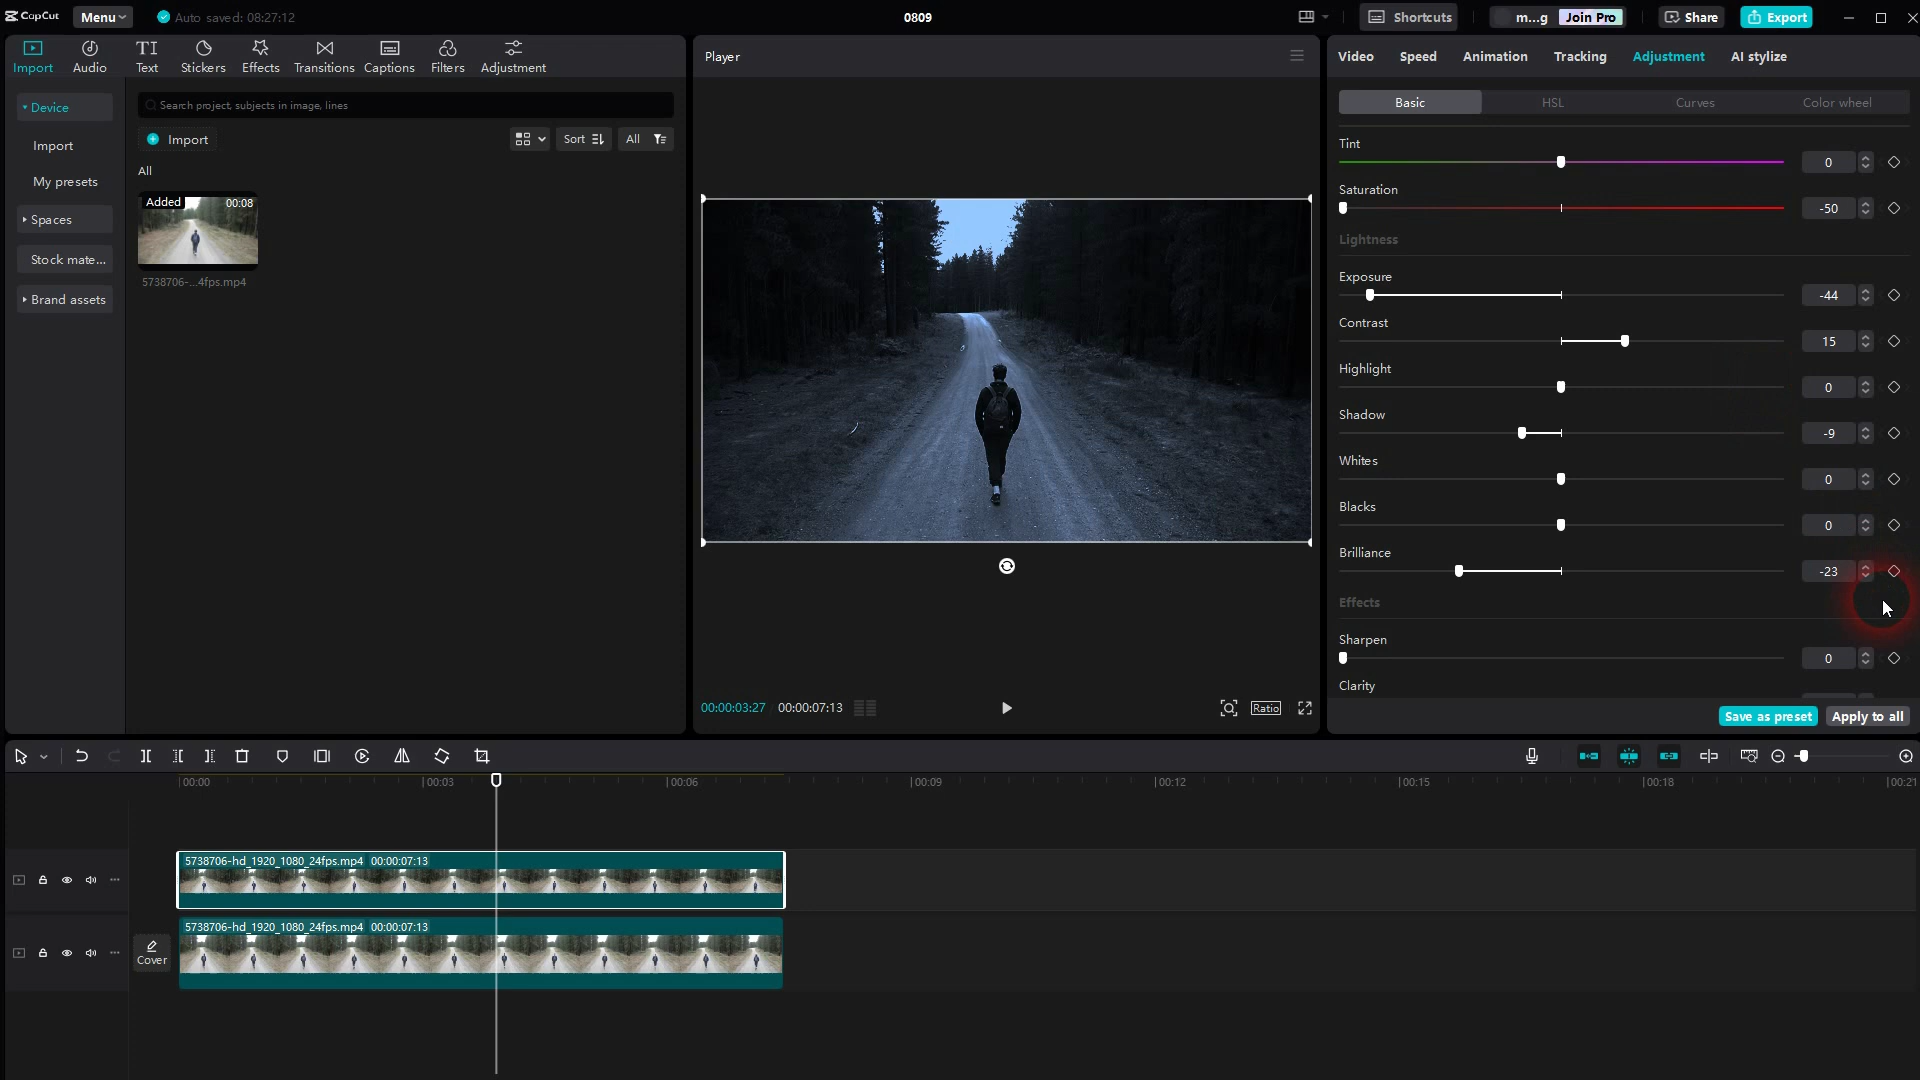 CapCut
Menu
Auto saved: 08:27:12
0809
Shortcuts
m...g
Join Pro
Share
Export
Import
Audio
Text
Stickers
Effects
Transitions
Captions
Filters
Adjustment
Device
Import
My presets
Spaces
Stock mate...
Brand assets
Search project, subjects in image, lines
Import
Sort
All
All
Added
00:08
5738706-...4fps.mp4
Player
00:00:03:27
00:00:07:13
Ratio
Video
Speed
Animation
Tracking
Adjustment
AI stylize
Basic
HSL
Curves
Color wheel
Tint
0
Saturation
-50
Lightness
Exposure
-44
Contrast
15
Highlight
0
Shadow
-9
Whites
0
Blacks
0
Brilliance
-23
Effects
Sharpen
0
Clarity
Save as preset
Apply to all
00:00
00:03
00:06
00:09
00:12
00:15
00:18
00:21
5738706-hd_1920_1080_24fps.mp4 00:00:07:13
5738706-hd_1920_1080_24fps.mp4 00:00:07:13
Cover